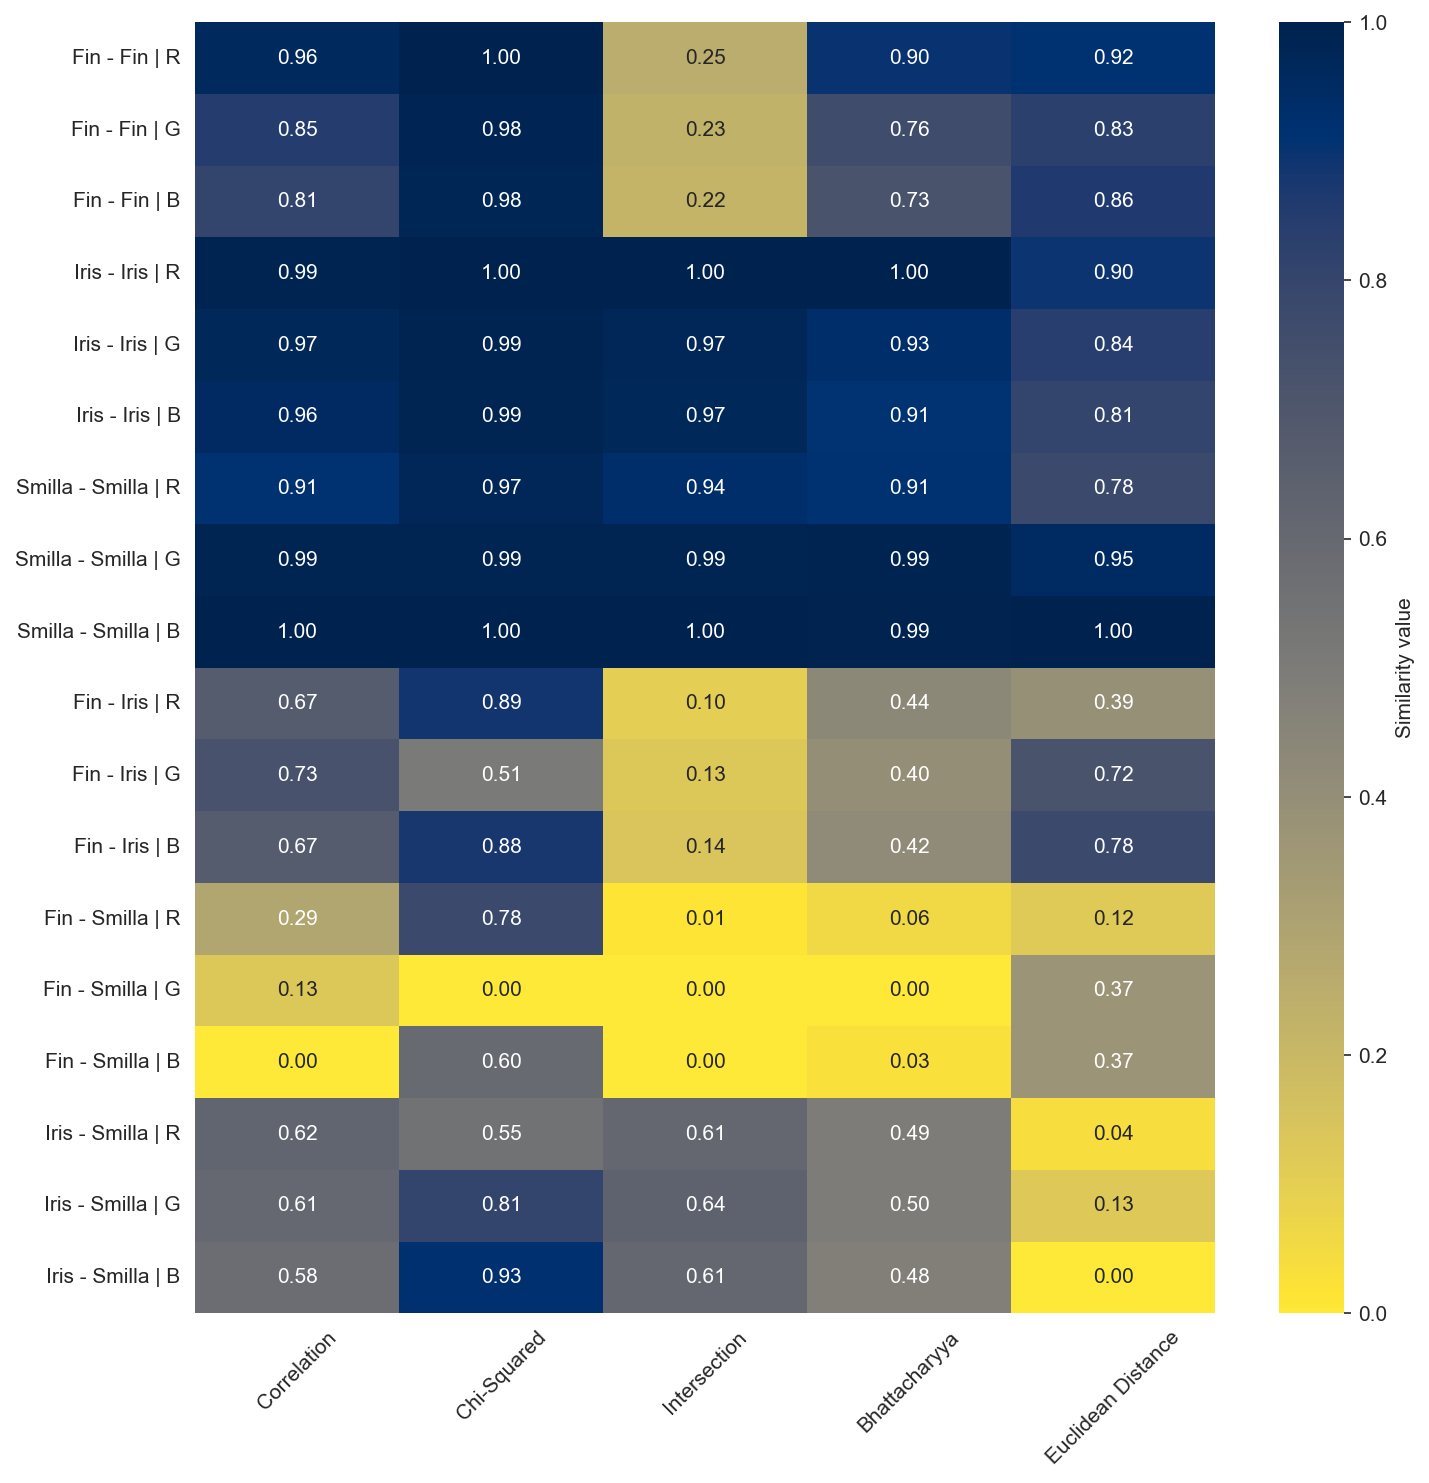 Fin - Fin | R 0.96 1.00 0.25 0.90 0.92
Fin - Fin | G 0.85 0.98 0.23 0.76 0.83
Fin - Fin | B 0.81 0.98 0.22 0.73 0.86
Iris - Iris | R 0.99 1.00 1.00 1.00 0.90
Iris - Iris | G 0.97 0.99 0.97 0.93 0.84
Iris - Iris | B 0.96 0.99 0.97 0.91 0.81
Smilla - Smilla | R 0.91 0.97 0.94 0.91 0.78
Smilla - Smilla | G 0.99 0.99 0.99 0.99 0.95
Smilla - Smilla | B 1.00 1.00 1.00 0.99 1.00
Fin - Iris | R 0.67 0.89 0.10 0.44 0.39
Fin - Iris | G 0.73 0.51 0.13 0.40 0.72
Fin - Iris | B 0.67 0.88 0.14 0.42 0.78
Fin - Smilla | R 0.29 0.78 0.01 0.06 0.12
Fin - Smilla | G 0.13 0.00 0.00 0.00 0.37
Fin - Smilla | B 0.00 0.60 0.00 0.03 0.37
Iris - Smilla | R 0.62 0.55 0.61 0.49 0.04
Iris - Smilla | G 0.61 0.81 0.64 0.50 0.13
Iris - Smilla | B 0.58 0.93 0.61 0.48 0.00
Correlation
Chi-Squared
Intersection
Bhattacharyya
Euclidean Distance
1.0
0.8
0.6
0.4
0.2
0.0
Similarity value